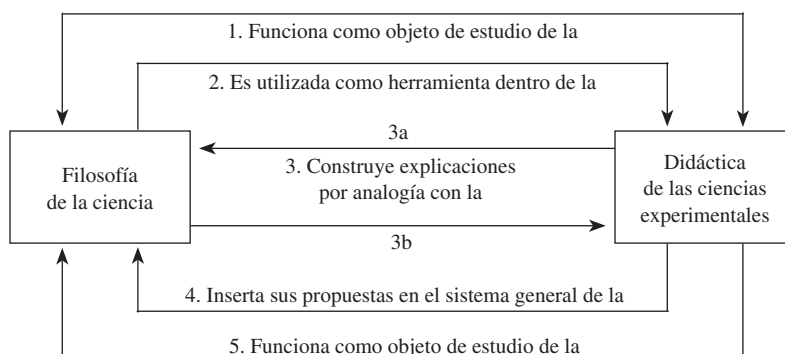 1. Funciona como objeto de estudio de la
2. Es utilizada como herramienta dentro de la
3a
Filosofía
de la ciencia
3. Construye explicaciones
por analogía con la
Didáctica
de las ciencias
experimentales
3b
4. Inserta sus propuestas en el sistema general de la
5. Funciona como objeto de estudio de la